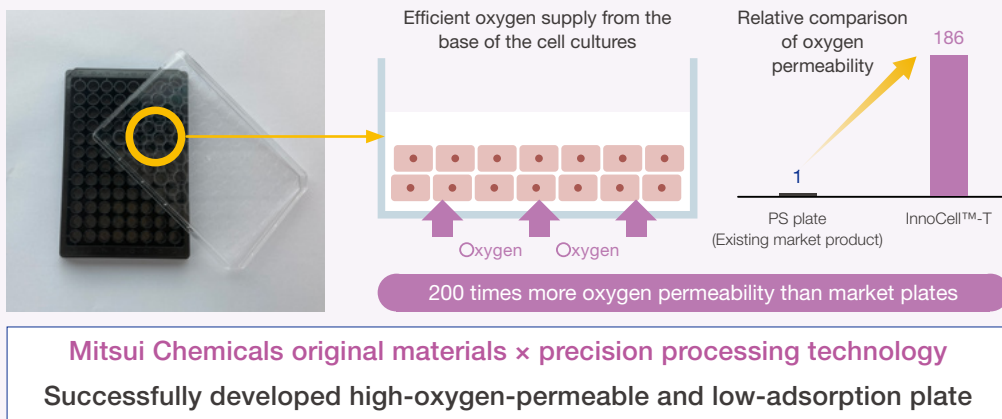 Efficient oxygen supply from the
base of the cell cultures
Oxygen
Oxygen
Relative comparison
of oxygen
permeability
186
1
PS plate
(Existing market product)
InnoCell™-T
200 times more oxygen permeability than market plates
Mitsui Chemicals original materials × precision processing technology
Successfully developed high-oxygen-permeable and low-adsorption plate